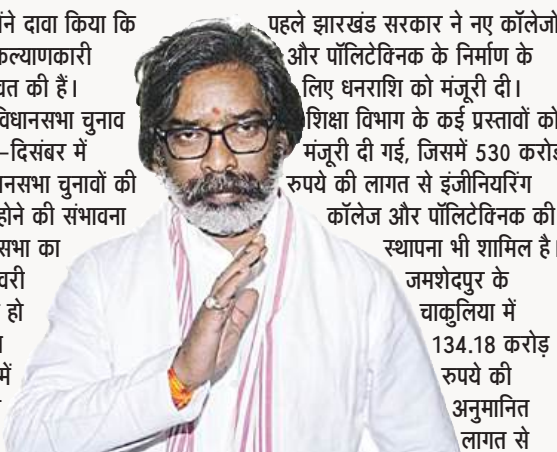 ंने दावा किया कि
कल्याणकारी
वत की हैं।
विधानसभा चुनाव
–दिसंबर में
नसभा चुनावों की
होने की संभावना
सभा का
वरी
हो
में
पहले झारखंड सरकार ने नए कॉलेजों
और पॉलिटेक्निक के निर्माण के
लिए धनराशि को मंजूरी दी।
शिक्षा विभाग के कई प्रस्तावों को
मंजूरी दी गई, जिसमें 530 करोड़
रुपये की लागत से इंजीनियरिंग
कॉलेज और पॉलिटेक्निक की
स्थापना भी शामिल है।
जमशेदपुर के
चाकुलिया में
134.18 करोड़
रुपये की
अनुमानित
लागत से